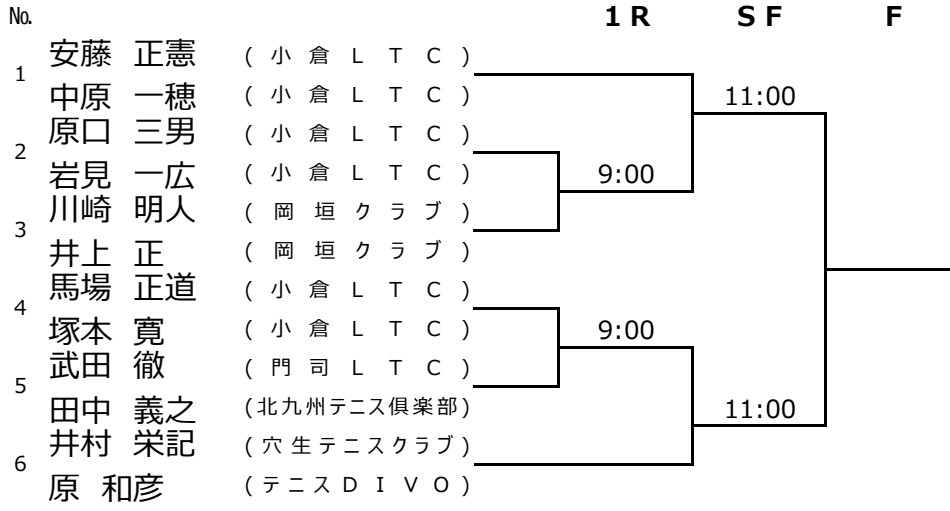 № 1R SF F
安藤 正憲 (小倉LTC)
1
中原 一穂 (小倉LTC) 11:00
原口 三男 (小倉LTC)
2
岩見 一広 (小倉LTC) 9:00
川崎 明人 (岡垣クラブ)
3
井上 正 (岡垣クラブ)
馬場 正道 (小倉LTC)
4
塚本 寛 (小倉LTC) 9:00
武田 徹 (門司LTC)
5
田中 義之 (北九州テニス倶楽部) 11:00
井村 栄記 (穴生テニスクラブ)
6
原 和彦 (テニスDIVO)